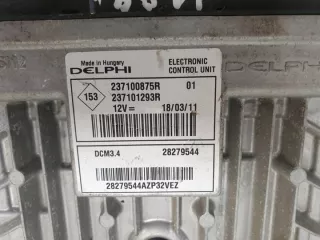 Made in Hungary
DELPHI
ELECTRONIC
CONTROL UNIT
153
237100875R 01
237101293R
12V= 18/03/11
DCM3.4 28279544
28279544AZP32VEZ
DELPHI